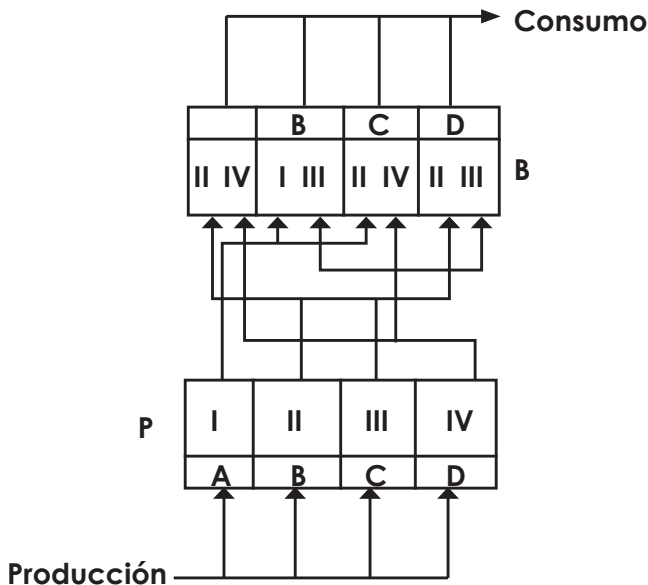 Consumo
B C D
II IV I III II IV II III B
P I II III IV
A B C D
Producción